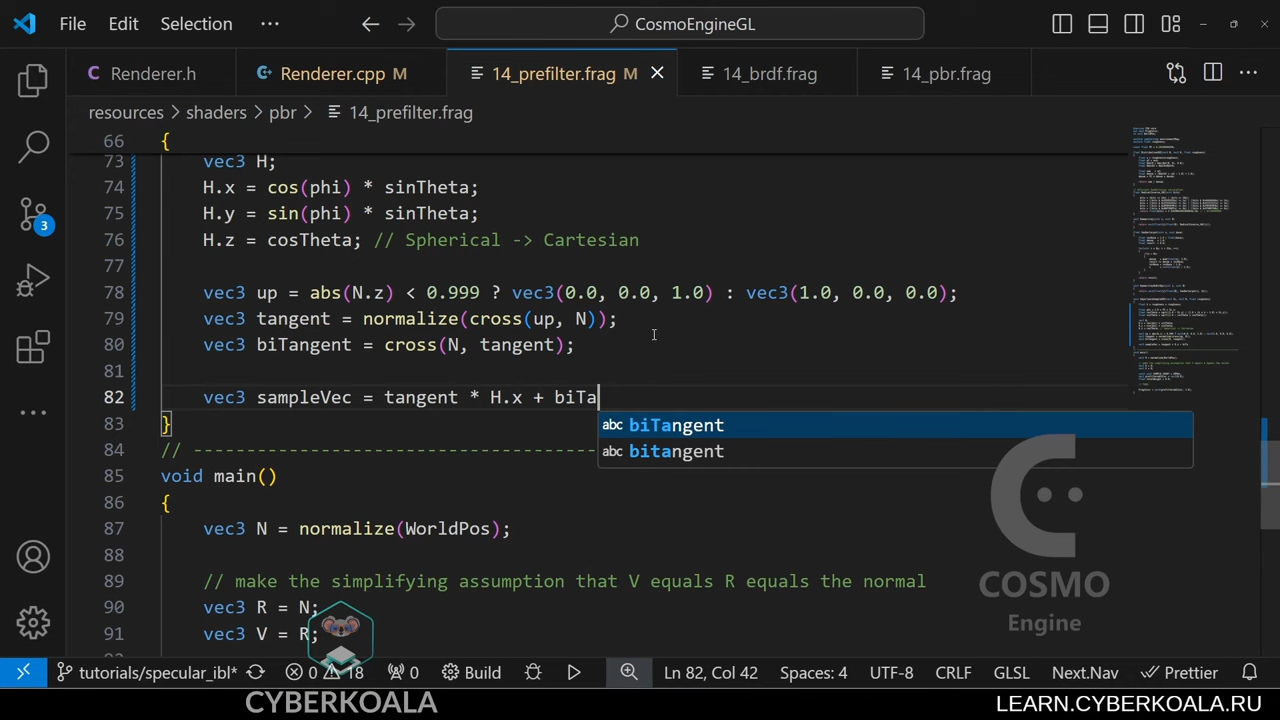 File Edit Selection ··· CosmoEngineGL
Renderer.h Renderer.cpp M 14_prefilter.frag M 14_brdf.frag 14_pbr.frag
resources > shaders > pbr > 14_prefilter.frag
66 {
73 vec3 H;
74 H.x = cos(phi) * sinTheta;
75 H.y = sin(phi) * sinTheta;
76 H.z = cosTheta; // Spherical -> Cartesian
77
78 vec3 up = abs(N.z) < 0.999 ? vec3(0.0, 0.0, 1.0) : vec3(1.0, 0.0, 0.0);
79 vec3 tangent = normalize(cross(up, N));
80 vec3 biTangent = cross(N, tangent);
81
82 vec3 sampleVec = tangent * H.x + biTa
83 }
abc biTangent
84 // ------------------------------------
abc bitangent
85 void main()
86 {
87 vec3 N = normalize(WorldPos);
88
89 // make the simplifying assumption that V equals R equals the normal
90 vec3 R = N;
91 vec3 V = R;
3
COSMO
Engine
tutorials/specular_ibl* 0 18 0 Build Ln 82, Col 42 Spaces: 4 UTF-8 CRLF GLSL Next.Nav Prettier
CYBERKOALA LEARN.CYBERKOALA.RU